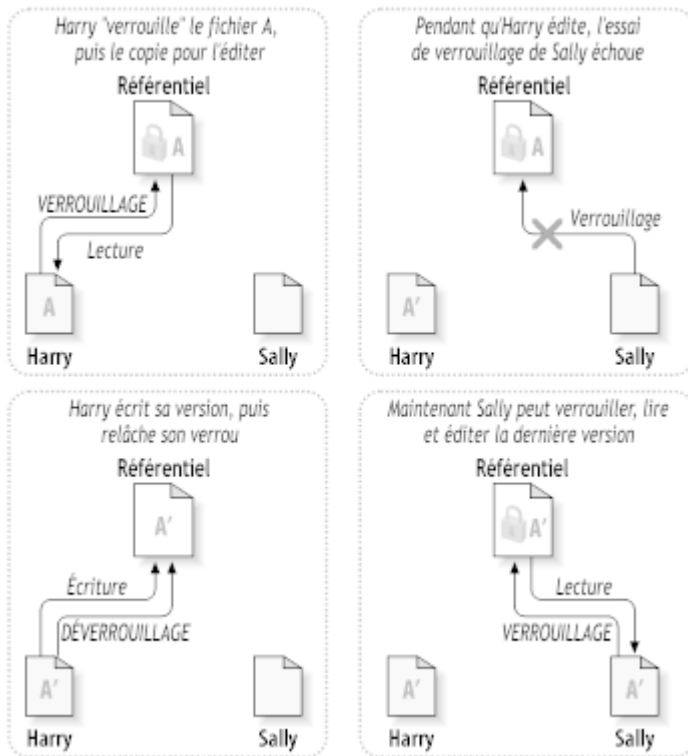 Harry "verrouille" le fichier A,
puis le copie pour l'éditer
Référentiel
A
VERROUILLAGE
Lecture
A
Harry
Sally
Pendant qu'Harry édite, l'essai
de verrouillage de Sally échoue
Référentiel
A
Verrouillage
A'
Harry
Sally
Harry écrit sa version, puis
relâche son verrou
Référentiel
A'
Écriture
DÉVERROUILLAGE
A'
Harry
Sally
Maintenant Sally peut verrouiller, lire
et éditer la dernière version
Référentiel
A'
Lecture
VERROUILLAGE
A'
Harry
A'
Sally